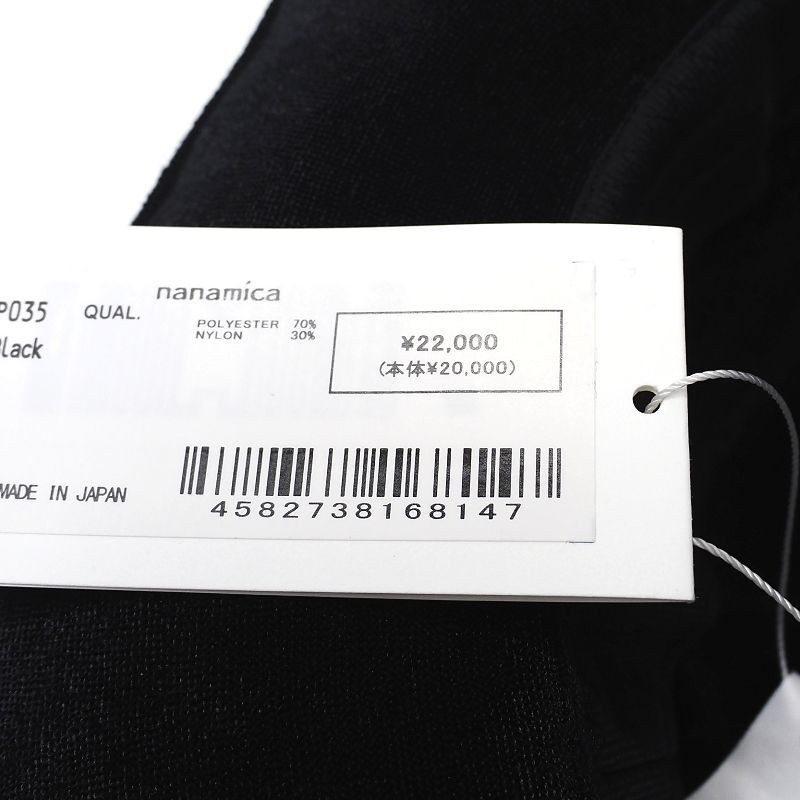 nanamica
P035
Black
QUAL.
POLYESTER 70%
NYLON 30%
¥22,000
(本体¥20,000)
MADE IN JAPAN
4582738168147